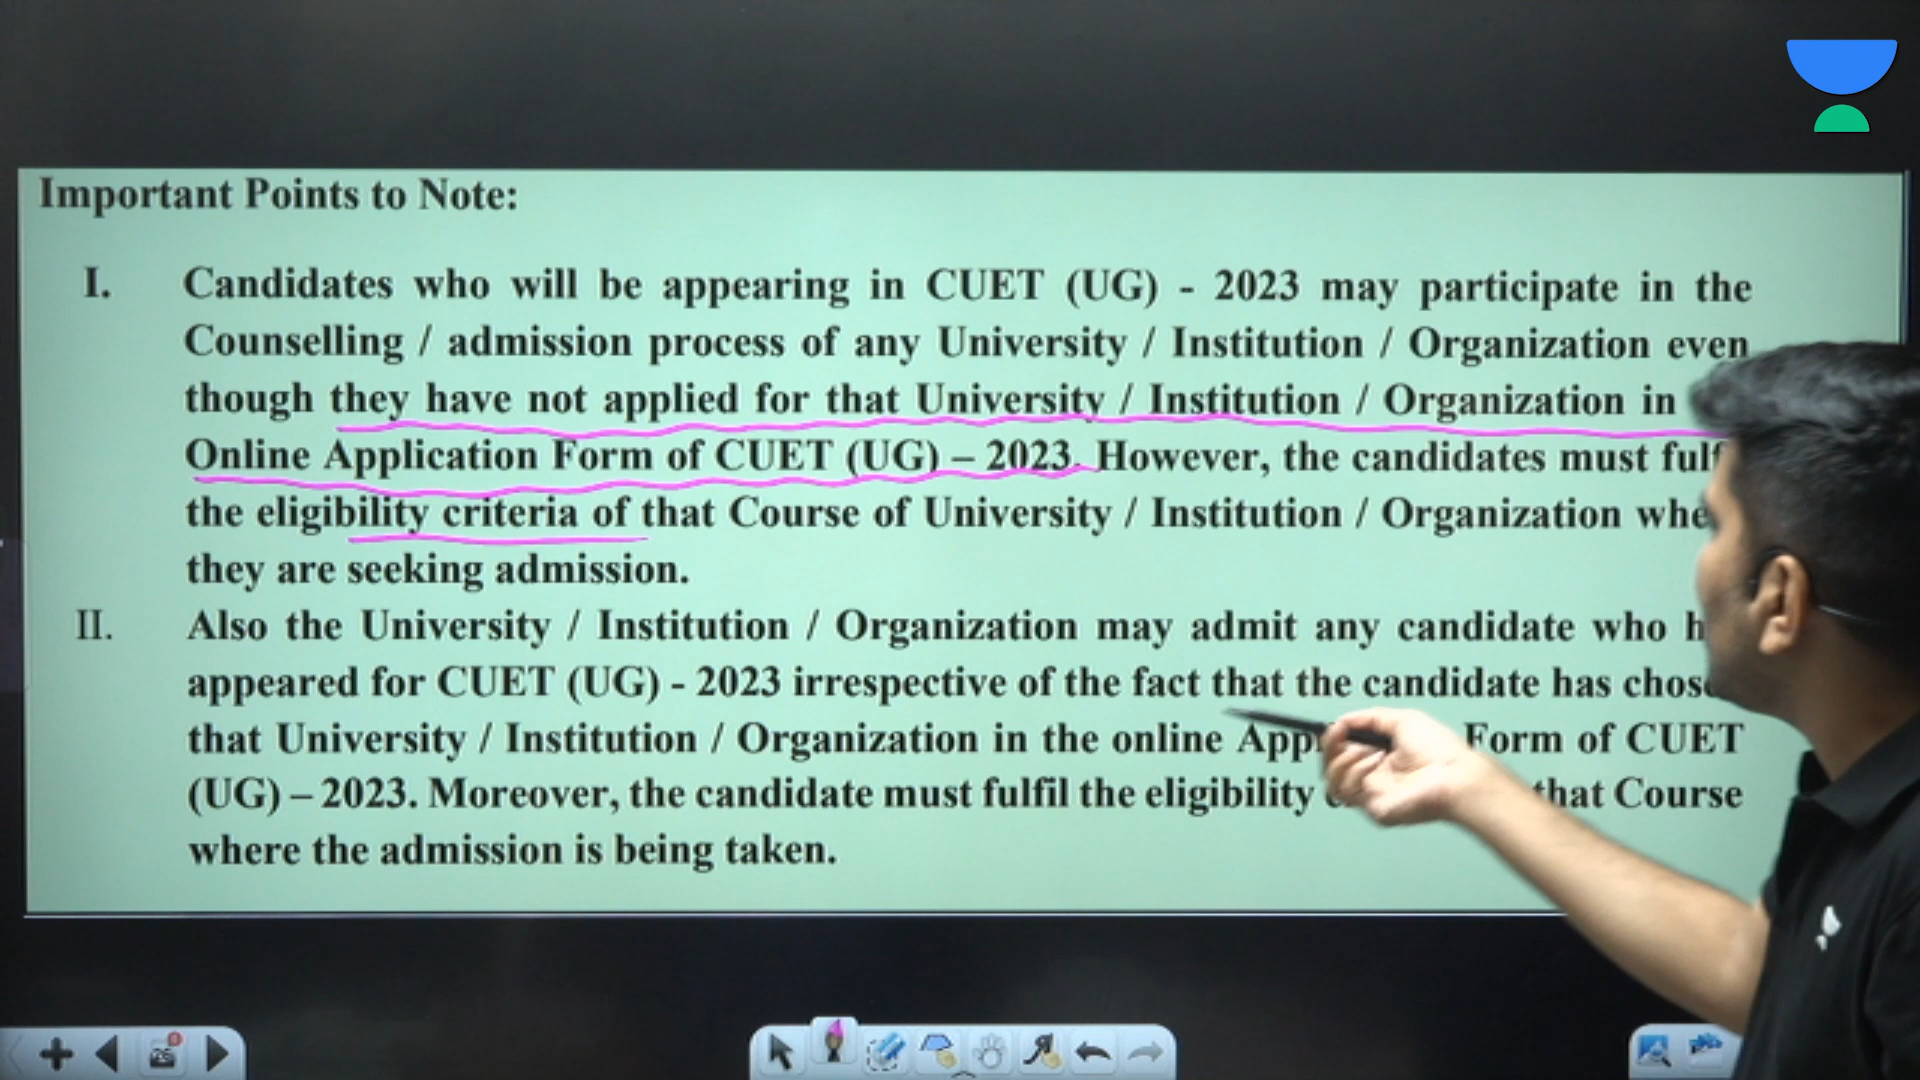 Important Points to Note:
I. Candidates who will be appearing in CUET (UG) - 2023 may participate in the
Counselling / admission process of any University / Institution / Organization even
though they have not applied for that University / Institution / Organization in
Online Application Form of CUET (UG) – 2023. However, the candidates must
the eligibility criteria of that Course of University / Institution / Organization
they are seeking admission.
II. Also the University / Institution / Organization may admit any candidate who
appeared for CUET (UG) - 2023 irrespective of the fact that the candidate has
that University / Institution / Organization in the online Form of CUET
(UG) – 2023. Moreover, the candidate must fulfil the eligibility that Course
where the admission is being taken.
26